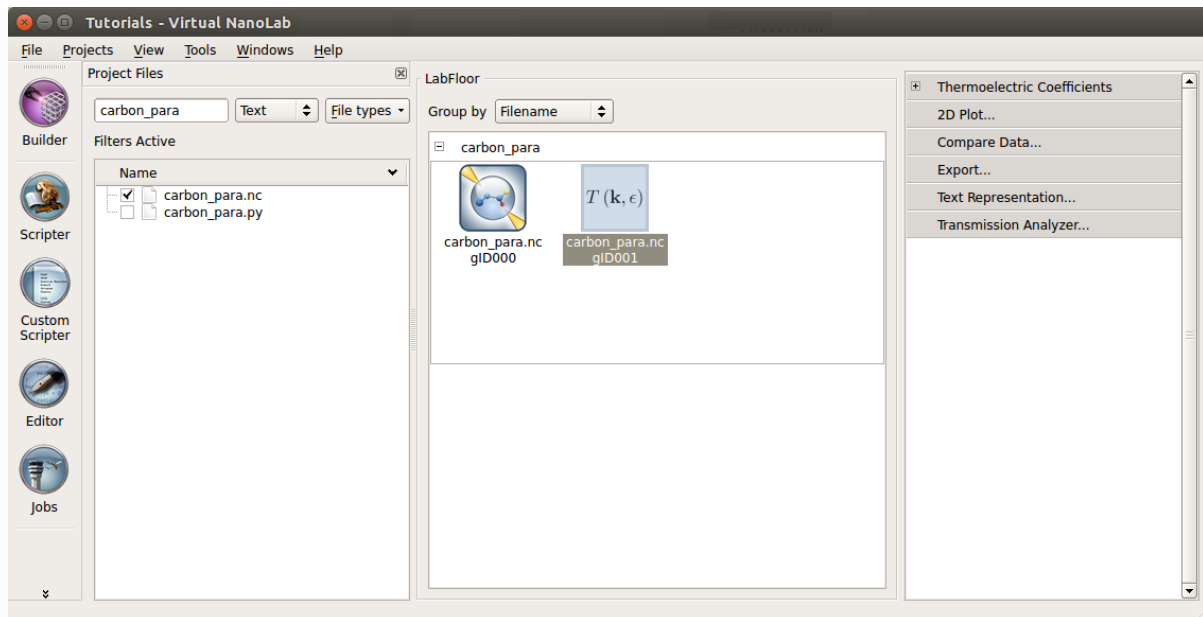 Tutorials - Virtual NanoLab
File Projects View Tools Windows Help
Project Files
carbon_para Text File types
Filters Active
Name
carbon_para.nc
carbon_para.py
Builder
Scripter
Custom
Scripter
Editor
Jobs
LabFloor
Group by Filename
carbon_para
T (k, ϵ)
carbon_para.nc
gID000
carbon_para.nc
gID001
Thermoelectric Coefficients
2D Plot...
Compare Data...
Export...
Text Representation...
Transmission Analyzer...